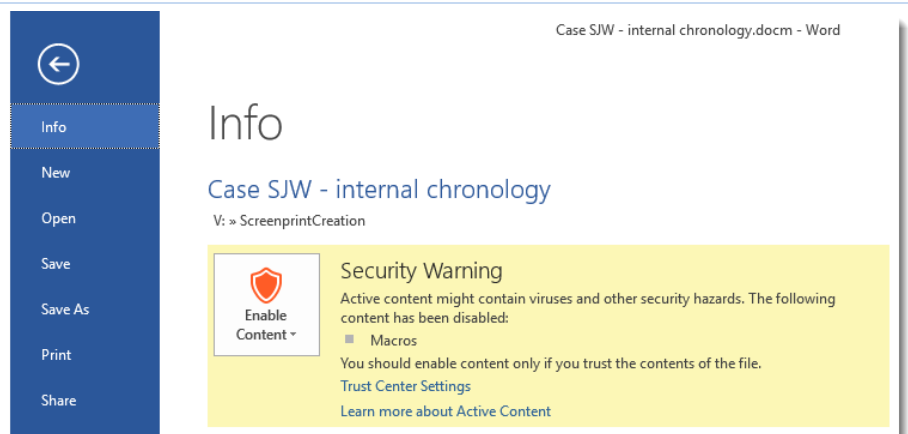 Case SJW - internal chronology.docm - Word
Info
Info
New
Case SJW - internal chronology
Open
V: » ScreenprintCreation
Save
Security Warning
Active content might contain viruses and other security hazards. The following
Save As
Enable
content has been disabled:
Content
Macros
Print
You should enable content only if you trust the contents of the file.
Trust Center Settings
Share
Learn more about Active Content